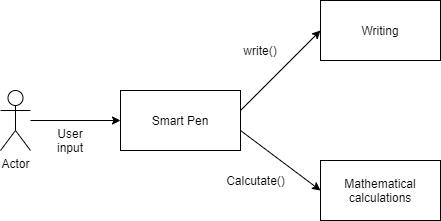 Writing
write()
Smart Pen
User
input
Actor
Calcutate()
Mathematical
calculations